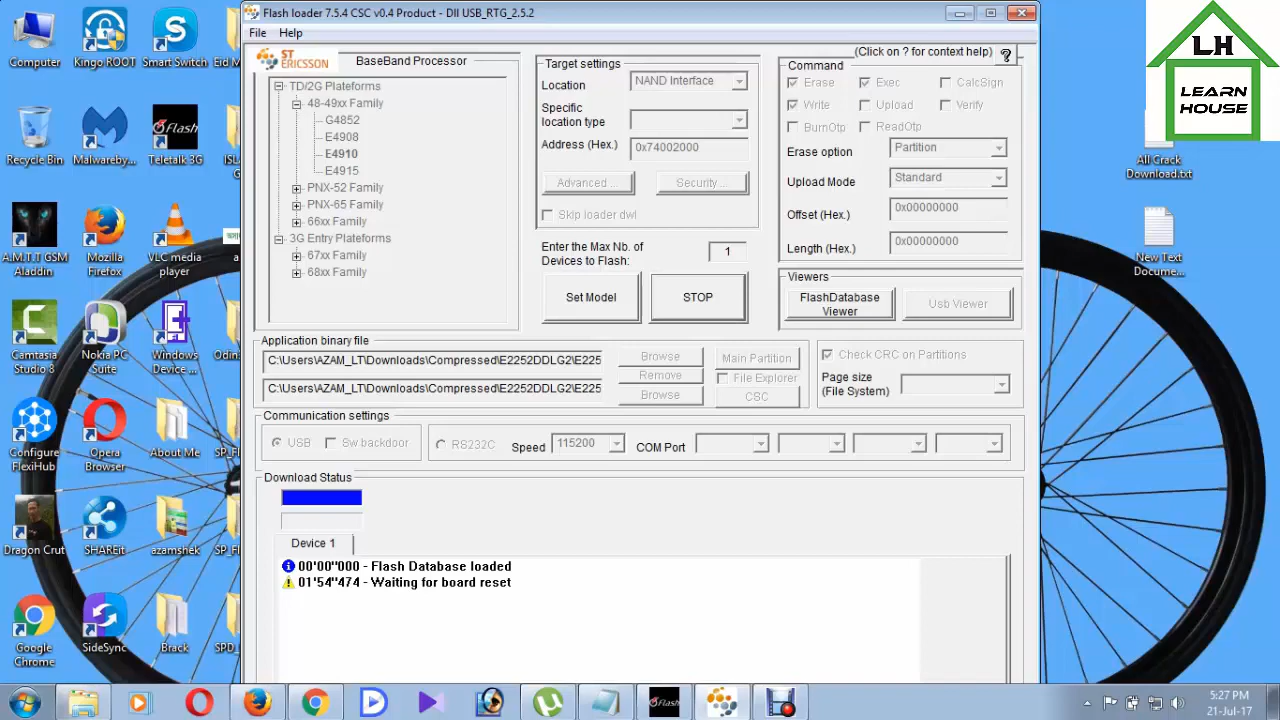 Flash loader 7.5.4 CSC v0.4 Product - Dll USB_RTG_2.5.2
File Help
LH
LEARN
HOUSE
Computer
Kingo ROOT
Smart Switch
Eid M
Recycle Bin
Malwareby...
Teletalk 3G
ISL
A.M.T.T GSM
Aladdin
Mozilla
Firefox
VLC media
player
a
Camtasia
Studio 8
Nokia PC
Suite
Windows
Device ...
Odin
Configure
FlexiHub
Opera
Browser
About Me
SP_Fl
Dragon Crut
SHAREit
azamshek
SP_Fl
Google
Chrome
SideSync
Brack
SPD_
ST
ERICSSON
BaseBand Processor
TD/2G Plateforms
48-49xx Family
G4852
E4908
E4910
E4915
PNX-52 Family
PNX-65 Family
66xx Family
3G Entry Plateforms
67xx Family
68xx Family
Target settings
Location NAND Interface
Specific
location type
Address (Hex.) 0x74002000
Advanced ... Security ...
Skip loader dwl
Enter the Max Nb. of
Devices to Flash: 1
Set Model STOP
(Click on ? for context help) ?
Command
Erase Exec CalcSign
Write Upload Verify
BurnOtp ReadOtp
Erase option Partition
Upload Mode Standard
Offset (Hex.) 0x00000000
Length (Hex.) 0x00000000
Viewers
FlashDatabase
Viewer
Usb Viewer
Application binary file
C:\Users\AZAM_LT\Downloads\Compressed\E2252DDLG2\E225
C:\Users\AZAM_LT\Downloads\Compressed\E2252DDLG2\E225
Browse
Remove
Browse
Main Partition
File Explorer
CSC
Check CRC on Partitions
Page size
(File System)
Communication settings
USB Sw backdoor RS232C Speed 115200 COM Port
Download Status
Device 1
00'00"000 - Flash Database loaded
01'54"474 - Waiting for board reset
All Crack
Download.txt
New Text
Docume...
5:27 PM
21-Jul-17